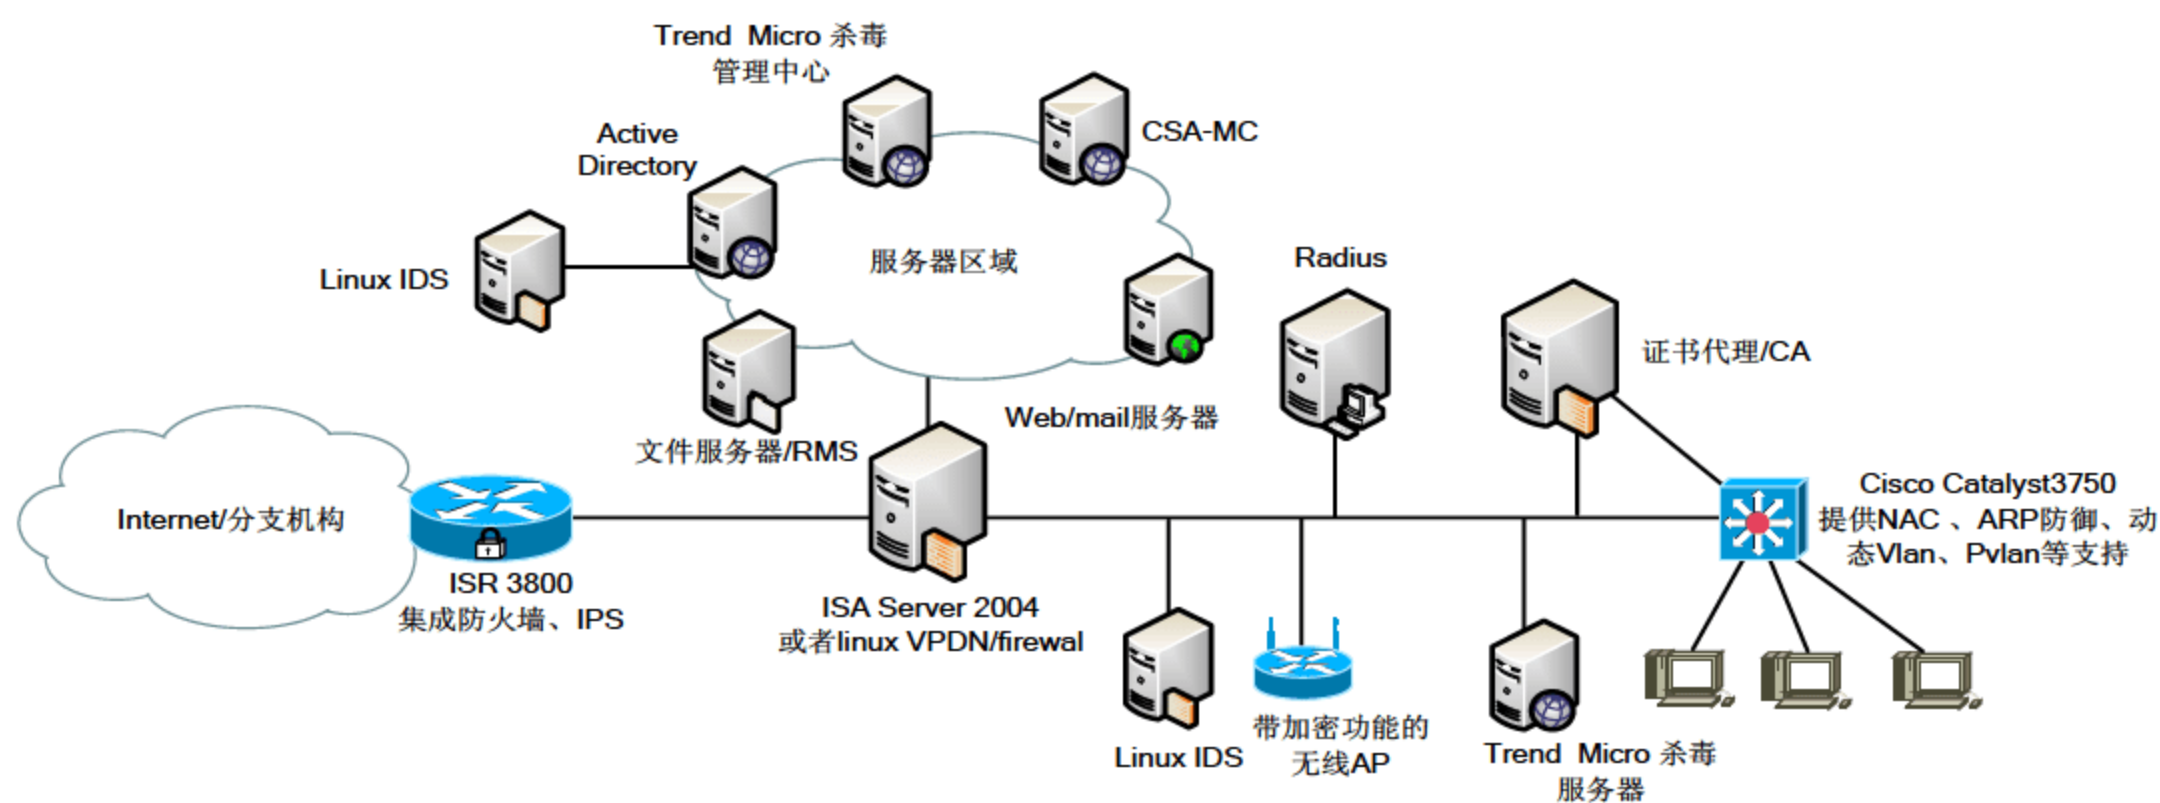 Trend Micro 杀毒
管理中心
Active
Directory
CSA-MC
Linux IDS
服务器区域
Radius
证书代理/CA
Web/mail服务器
文件服务器/RMS
Internet/分支机构
Cisco Catalyst3750
提供NAC 、ARP防御、动
态Vlan、Pvlan等支持
ISR 3800
集成防火墙、IPS
ISA Server 2004
或者linux VPDN/firewal
Linux IDS
带加密功能的
无线AP
Trend Micro 杀毒
服务器